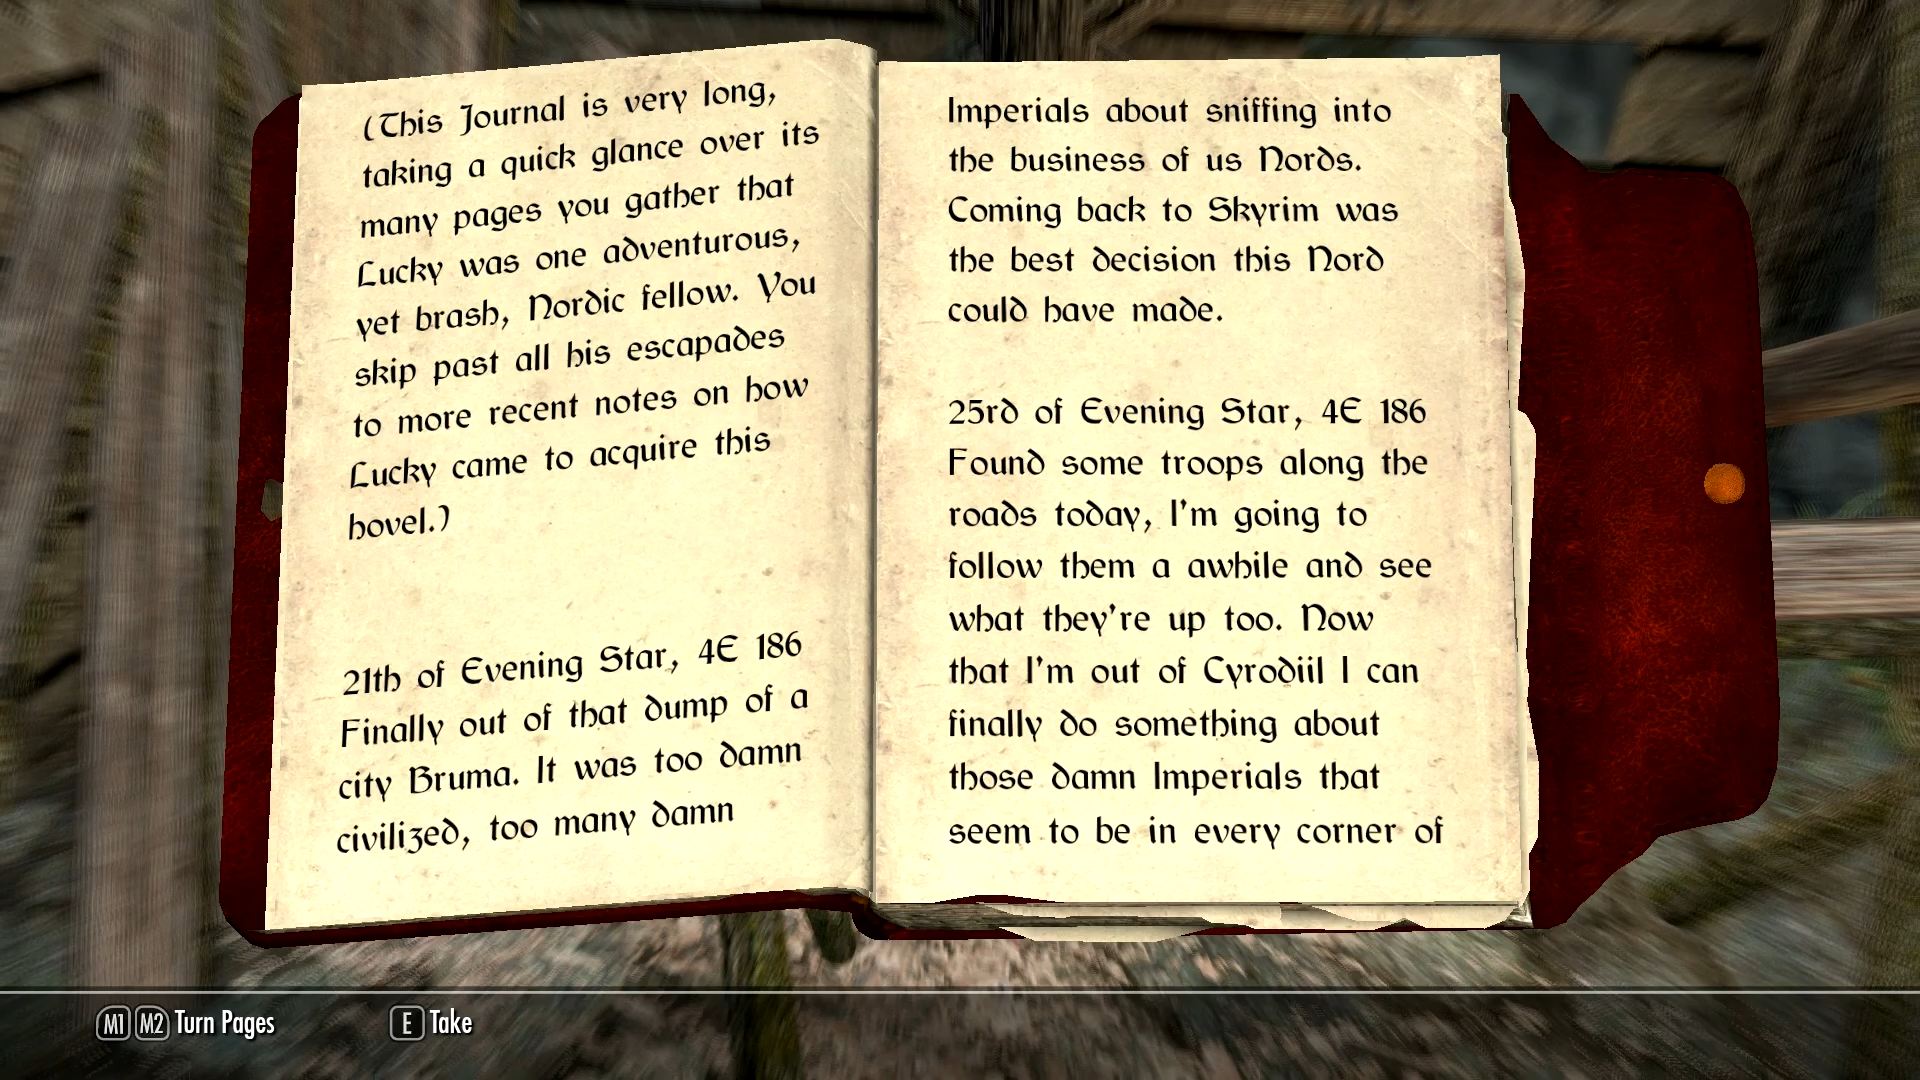 (This Journal is very long,
taking a quick glance over its
many pages you gather that
Lucky was one adventurous,
yet brash, Nordic fellow. You
skip past all his escapades
to more recent notes on how
Lucky came to acquire this
hovel.)
21th of Evening Star, 4E 186
Finally out of that dump of a
city Bruma. It was too damn
civilized, too many damn
Imperials about sniffing into
the business of us Nords.
Coming back to Skyrim was
the best decision this Nord
could have made.
25rd of Evening Star, 4E 186
Found some troops along the
roads today, I'm going to
follow them a awhile and see
what they're up too. Now
that I'm out of Cyrodiil I can
finally do something about
those damn Imperials that
seem to be in every corner of
M1 M2 Turn Pages
E Take